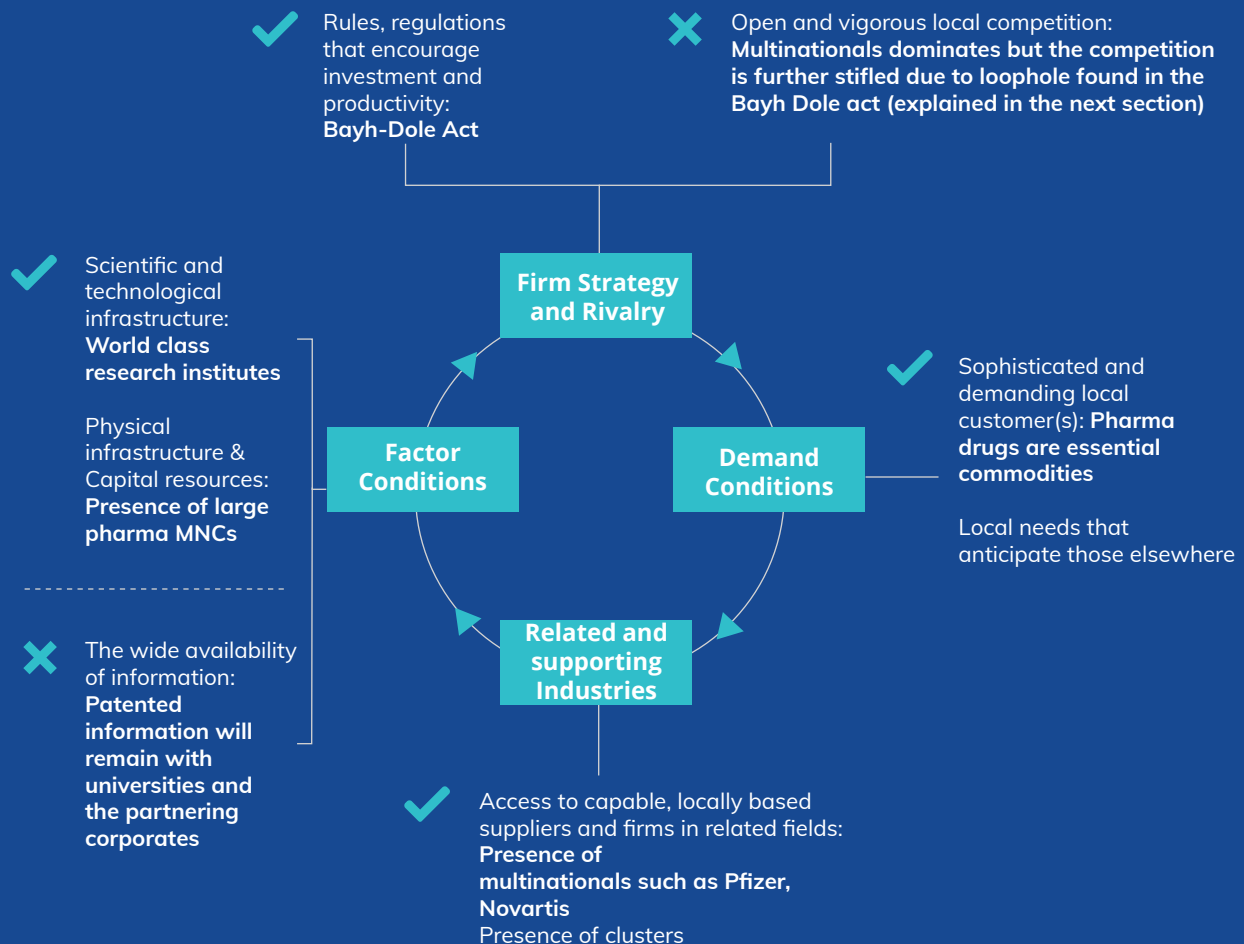 Rules, regulations
that encourage
investment and
productivity:
Bayh-Dole Act
Open and vigorous local competition:
Multinationals dominates but the competition
is further stifled due to loophole found in the
Bayh Dole act (explained in the next section)
Firm Strategy
and Rivalry
Scientific and
technological
infrastructure:
World class
research institutes
Physical
infrastructure &
Capital resources:
Presence of large
pharma MNCs
Factor
Conditions
Demand
Conditions
Sophisticated and
demanding local
customer(s): Pharma
drugs are essential
commodities
Local needs that
anticipate those elsewhere
The wide availability
of information:
Patented
information will
remain with
universities and
the partnering
corporates
Related and
supporting
Industries
Access to capable, locally based
suppliers and firms in related fields:
Presence of
multinationals such as Pfizer,
Novartis
Presence of clusters